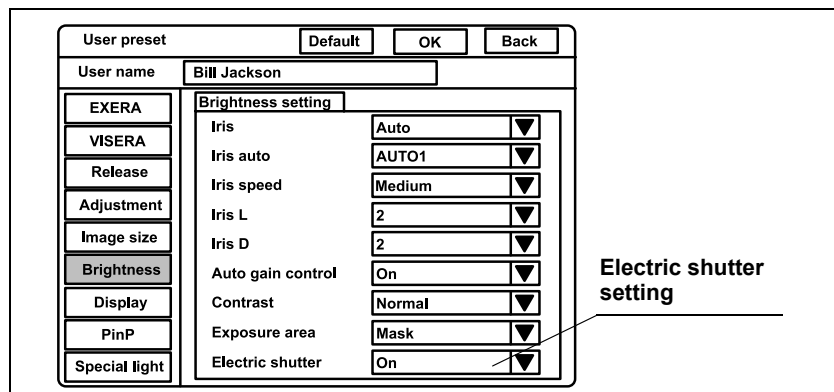 User preset Default OK Back
User name Bill Jackson
EXERA
VISERA
Release
Adjustment
Image size
Brightness
Display
PinP
Special light
Brightness setting
Iris Auto
Iris auto AUTO1
Iris speed Medium
Iris L 2
Iris D 2
Auto gain control On
Contrast Normal
Exposure area Mask
Electric shutter On
Electric shutter
setting